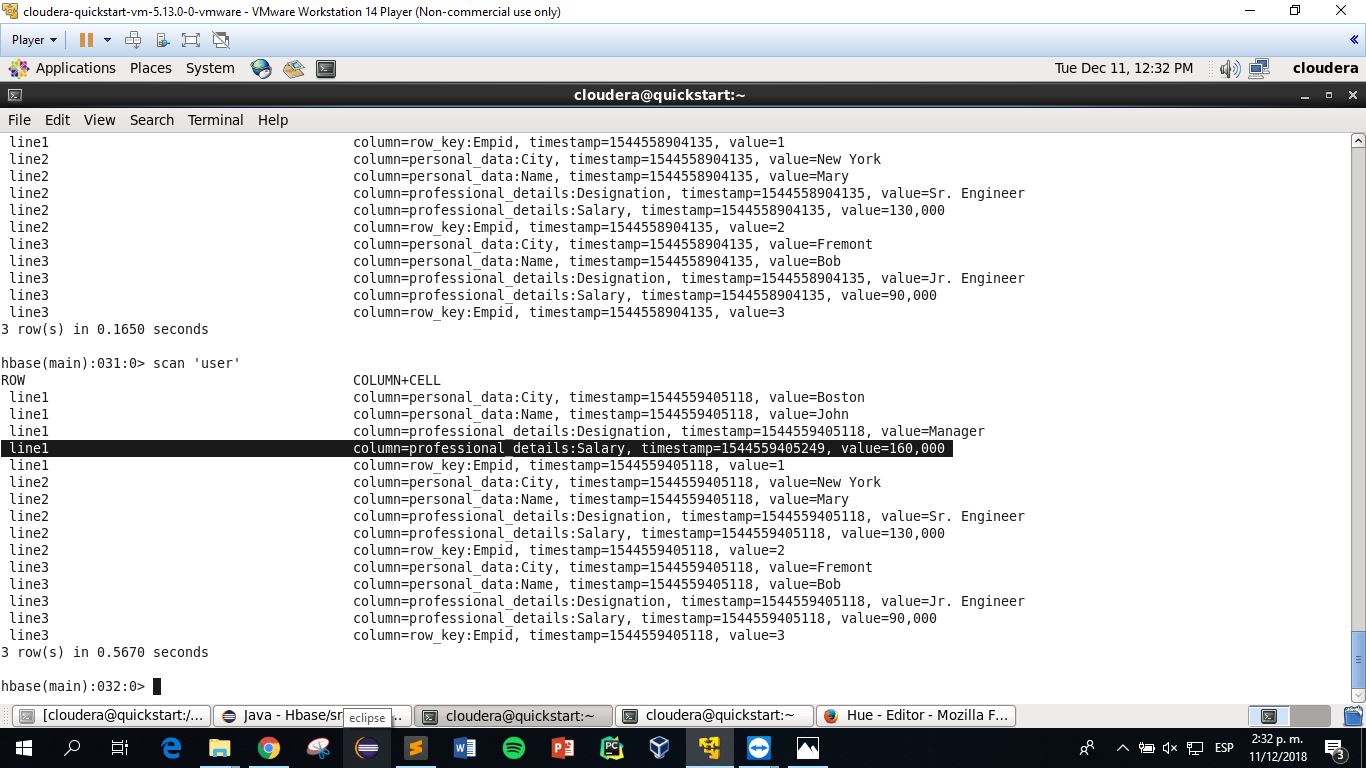 cloudera-quickstart-vm-5.13.0-0-vmware - VMware Workstation 14 Player (Non-commercial use only)
Player
Applications Places System Tue Dec 11, 12:32 PM cloudera
cloudera@quickstart:~
File Edit View Search Terminal Help
line1 column=row_key:Empid, timestamp=1544558904135, value=1
line2 column=personal_data:City, timestamp=1544558904135, value=New York
line2 column=personal_data:Name, timestamp=1544558904135, value=Mary
line2 column=professional_details:Designation, timestamp=1544558904135, value=Sr. Engineer
line2 column=professional_details:Salary, timestamp=1544558904135, value=130,000
line2 column=row_key:Empid, timestamp=1544558904135, value=2
line3 column=personal_data:City, timestamp=1544558904135, value=Fremont
line3 column=personal_data:Name, timestamp=1544558904135, value=Bob
line3 column=professional_details:Designation, timestamp=1544558904135, value=Jr. Engineer
line3 column=professional_details:Salary, timestamp=1544558904135, value=90,000
line3 column=row_key:Empid, timestamp=1544558904135, value=3
3 row(s) in 0.1650 seconds
hbase(main):031:0> scan 'user'
ROW COLUMN+CELL
line1 column=personal_data:City, timestamp=1544559405118, value=Boston
line1 column=personal_data:Name, timestamp=1544559405118, value=John
line1 column=professional_details:Designation, timestamp=1544559405118, value=Manager
line1 column=professional_details:Salary, timestamp=1544559405249, value=160,000
line1 column=row_key:Empid, timestamp=1544559405118, value=1
line2 column=personal_data:City, timestamp=1544559405118, value=New York
line2 column=personal_data:Name, timestamp=1544559405118, value=Mary
line2 column=professional_details:Designation, timestamp=1544559405118, value=Sr. Engineer
line2 column=professional_details:Salary, timestamp=1544559405118, value=130,000
line2 column=row_key:Empid, timestamp=1544559405118, value=2
line3 column=personal_data:City, timestamp=1544559405118, value=Fremont
line3 column=personal_data:Name, timestamp=1544559405118, value=Bob
line3 column=professional_details:Designation, timestamp=1544559405118, value=Jr. Engineer
line3 column=professional_details:Salary, timestamp=1544559405118, value=90,000
line3 column=row_key:Empid, timestamp=1544559405118, value=3
3 row(s) in 0.5670 seconds
hbase(main):032:0>
[cloudera@quickstart:/... Java - Hbase/sr ... cloudera@quickstart:~ cloudera@quickstart:~ Hue - Editor - Mozilla F...
eclipse
ESP 2:32 p. m.
11/12/2018 3